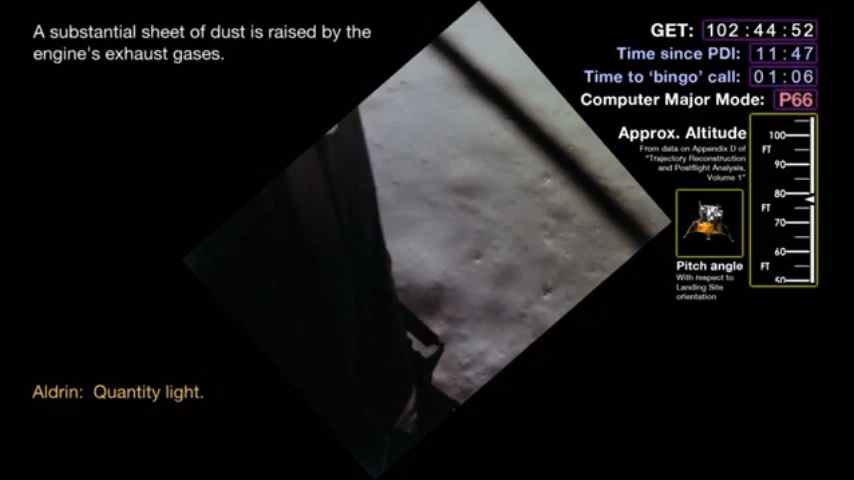 A substantial sheet of dust is raised by the
engine's exhaust gases.
GET: 102:44:52
Time since PDI: 11:47
Time to ‘bingo’ call: 01:06
Computer Major Mode: P66
Approx. Altitude
From data on Appendix D of
"Trajectory Reconstruction
and Postflight Analysis,
Volume 1"
100
FT
90
80
FT
70
60
FT
50
Pitch angle
With respect to
Landing Site
orientation
Aldrin: Quantity light.